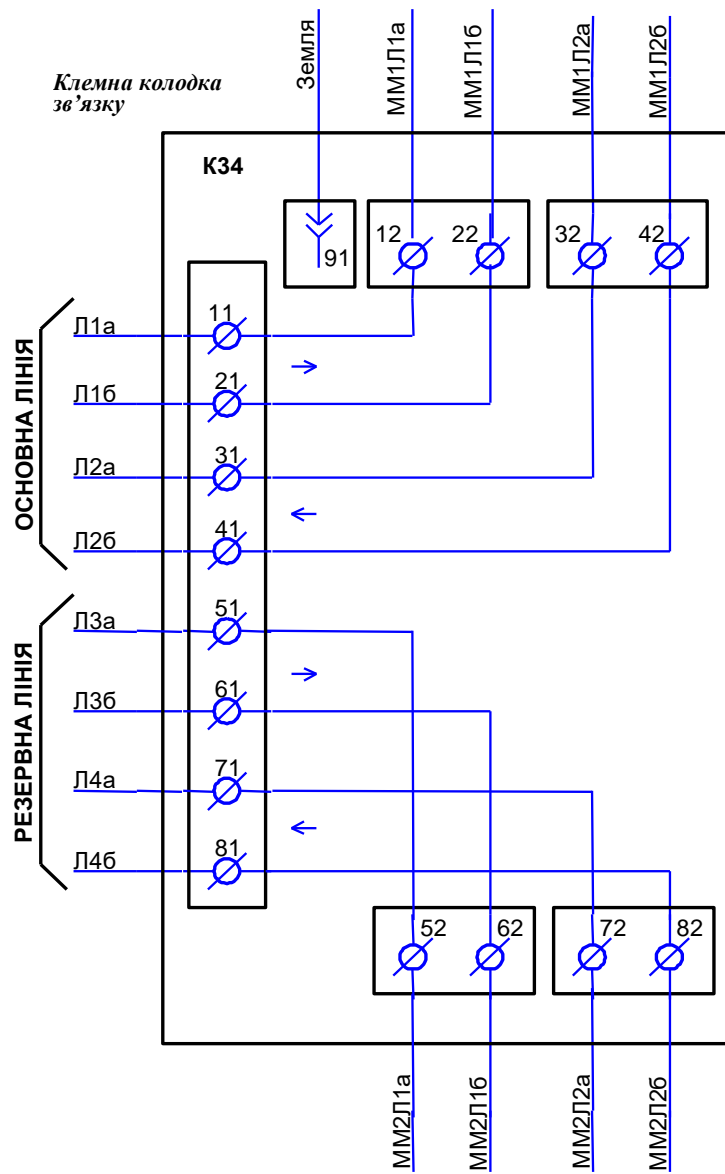 Клемна колодка
зв’язку
Земля
ММ1Л1а
ММ1Л1б
ММ1Л2а
ММ1Л2б
К34
91
12
22
32
42
ОСНОВНА ЛІНІЯ
Л1а
11
Л1б
21
Л2а
31
Л2б
41
РЕЗЕРВНА ЛІНІЯ
Л3а
51
Л3б
61
Л4а
71
Л4б
81
52
62
72
82
ММ2Л1а
ММ2Л1б
ММ2Л2а
ММ2Л2б